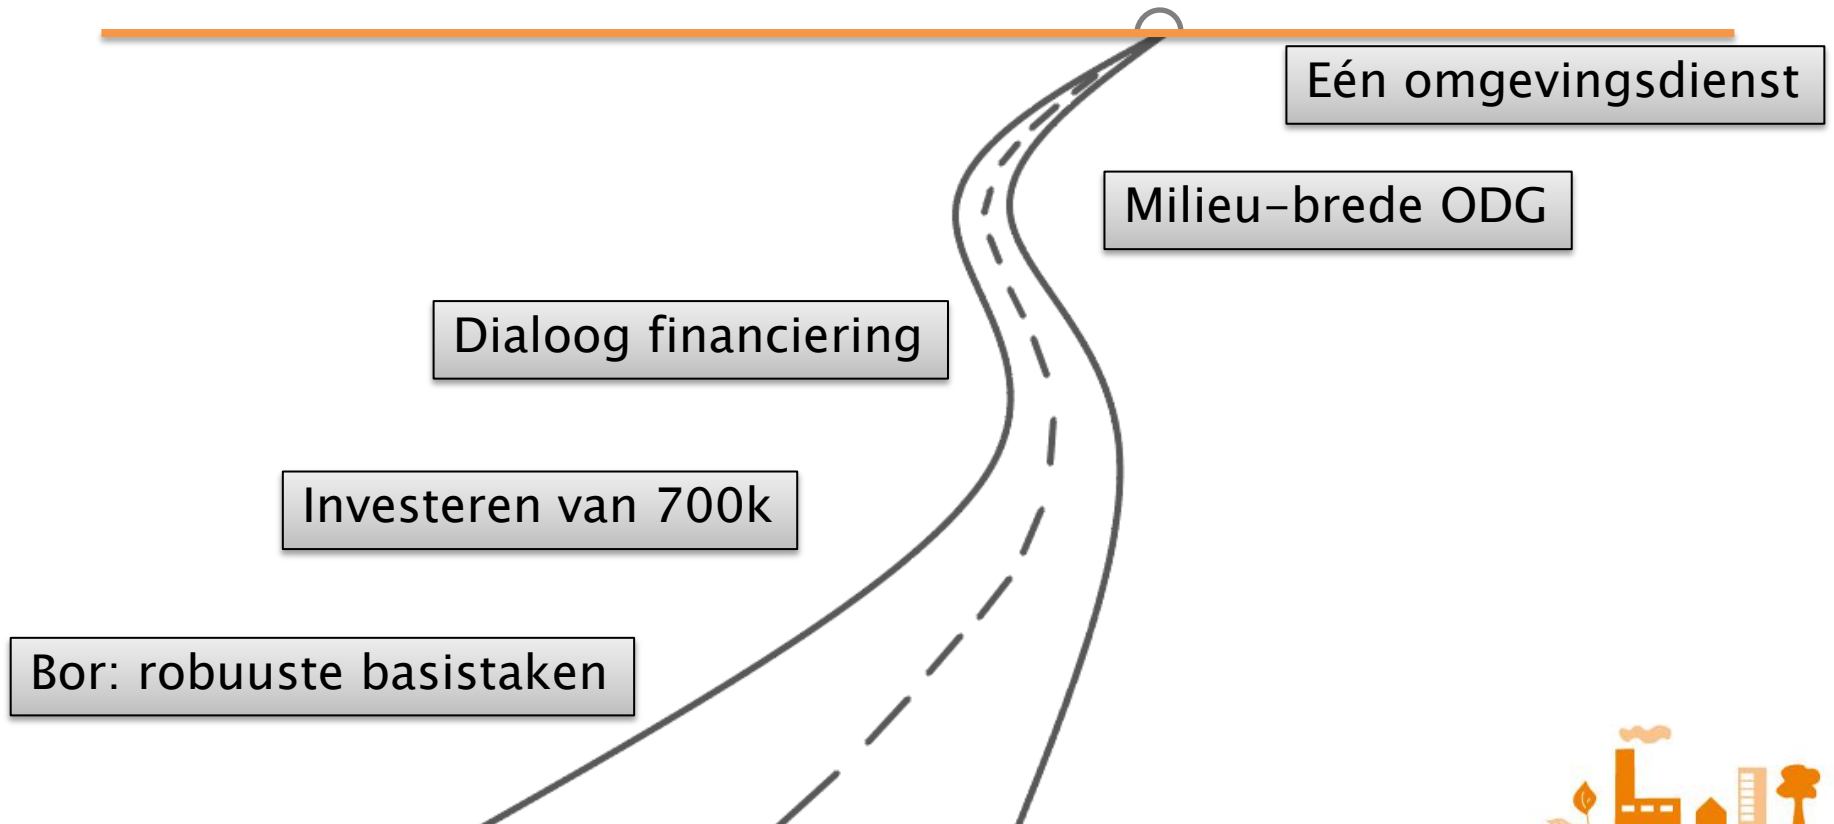 Eén omgevingsdienst
Milieu-brede ODG
Dialoog financiering
Investeren van 700k
Bor: robuuste basistaken